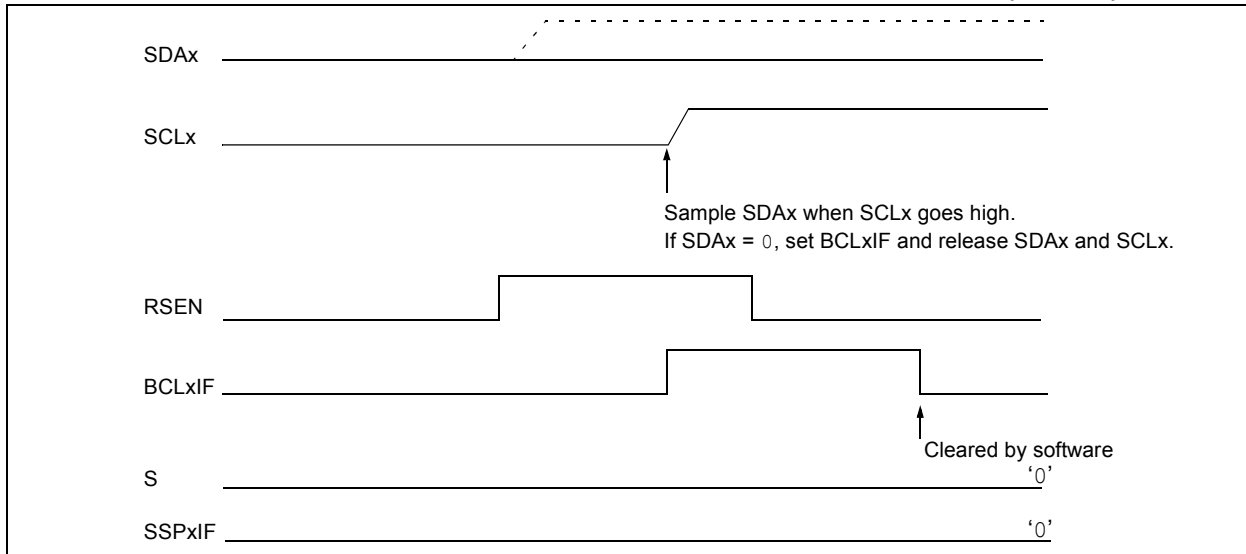 SDAx
SCLx
Sample SDAx when SCLx goes high.
If SDAx = 0, set BCLxIF and release SDAx and SCLx.
RSEN
BCLxIF
Cleared by software
S
‘0’
SSPxIF
‘0’